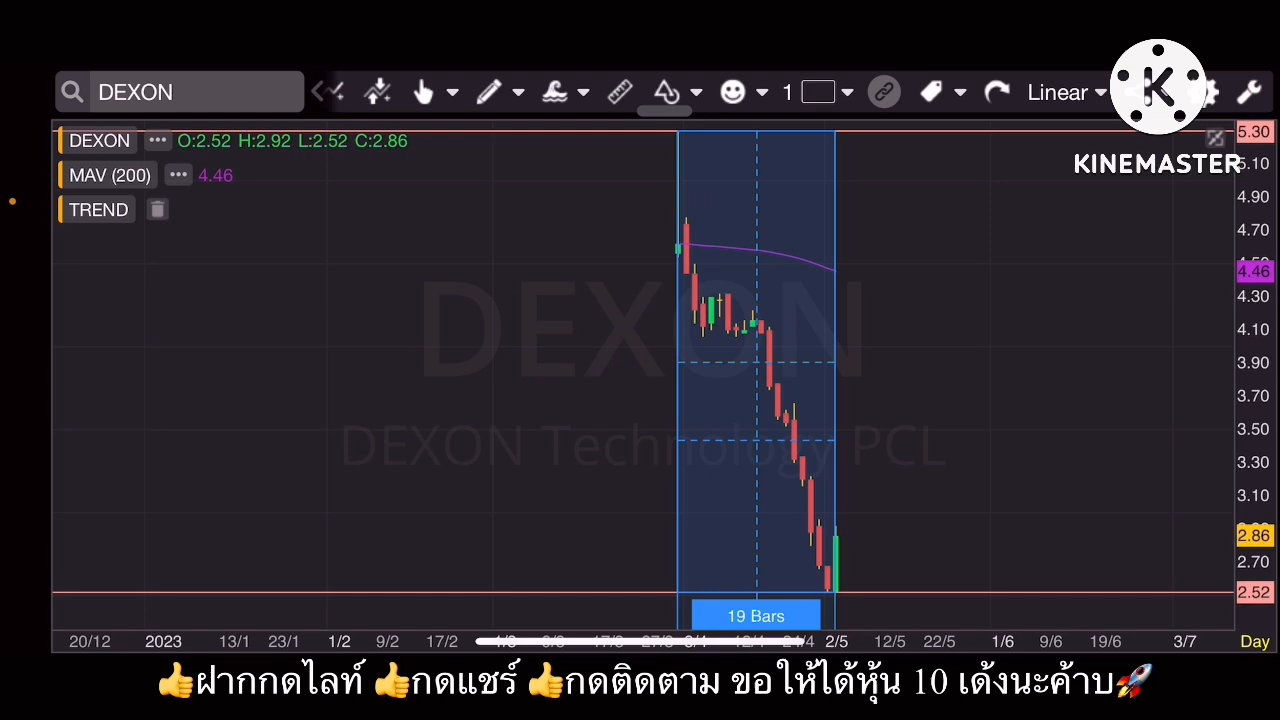 DEXON 1 Linear
KINEMASTER
DEXON O:2.52 H:2.92 L:2.52 C:2.86
MAV (200) 4.46
TREND
DEXON
DEXON Technology PCL
5.30
5.10
4.90
4.70
4.46
4.30
4.10
3.90
3.70
3.50
3.30
3.10
2.86
2.70
2.52
19 Bars
20/12 2023 13/1 23/1 1/2 9/2 17/2 2/5 12/5 22/5 1/6 9/6 19/6 3/7 Day
👍ฝากกดไลท์ 👍กดแชร์ 👍กดติดตาม ขอให้ได้หุ้น 10 เด้งนะค้าบ🚀